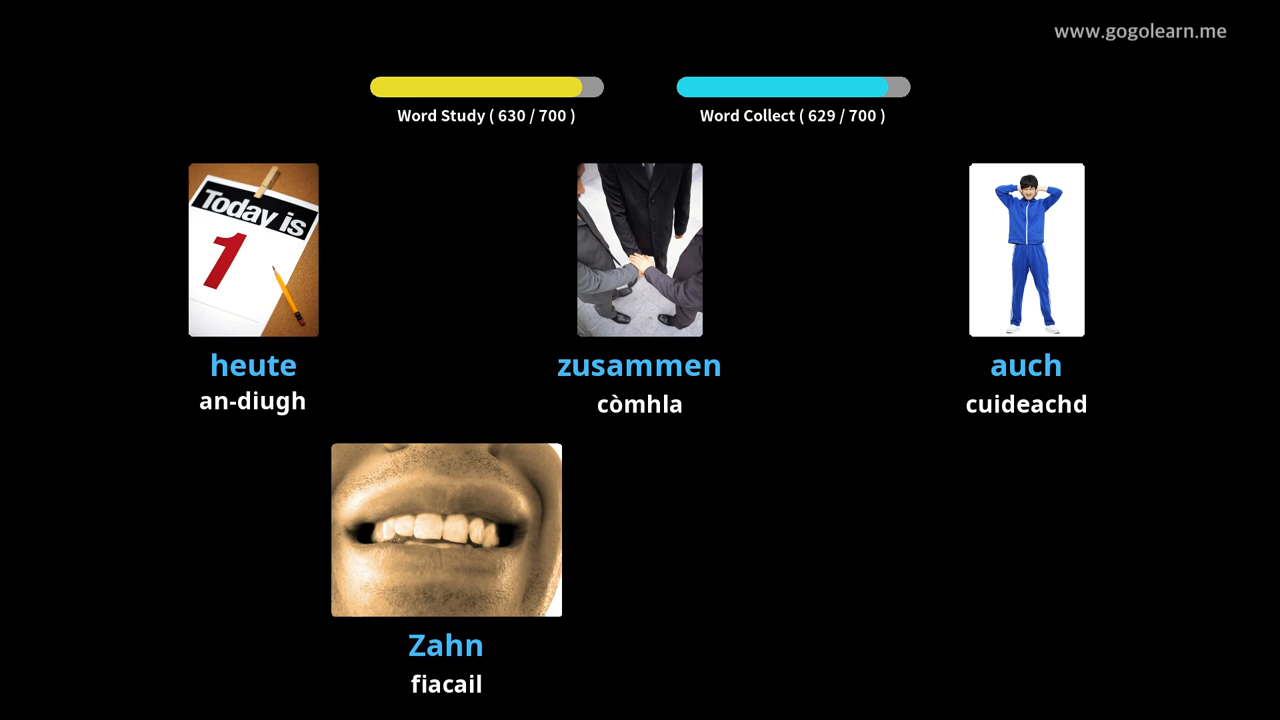 www.gogolearn.me
Word Study ( 630 / 700 )
Word Collect ( 629 / 700 )
Today is
1
heute
an-diugh
zusammen
còmhla
auch
cuideachd
Zahn
fiacail